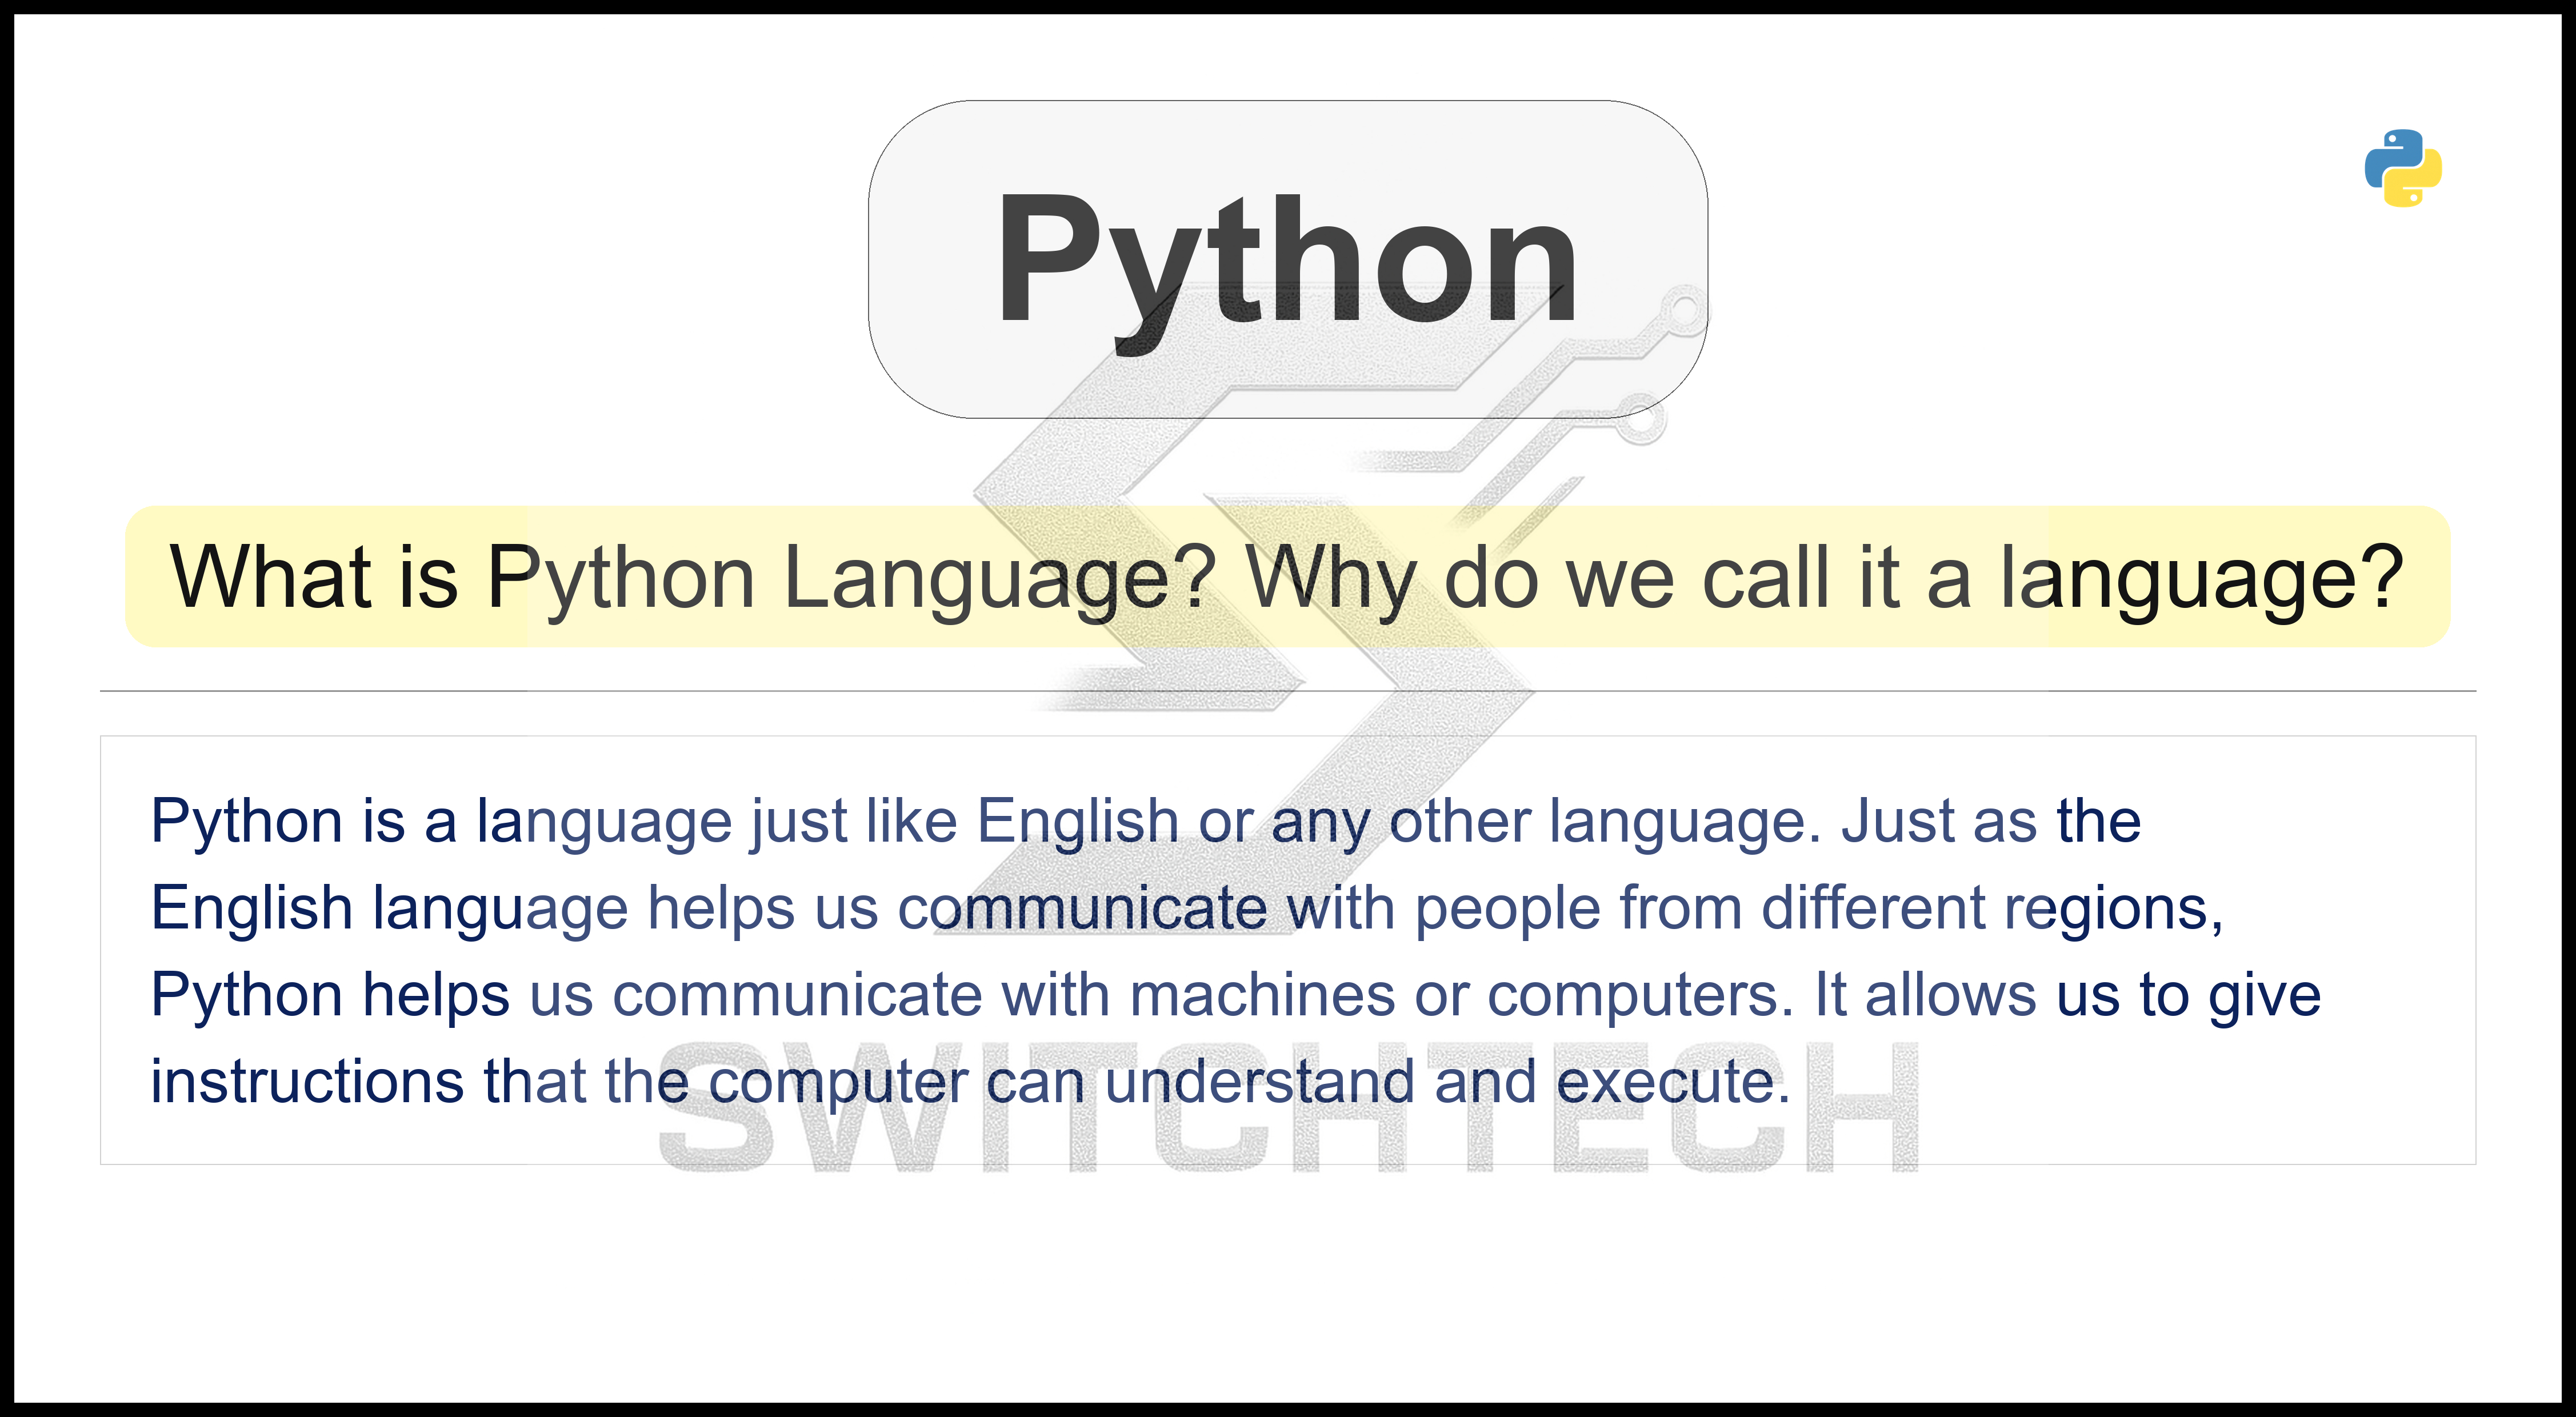 Python
What is Python Language? Why do we call it a language?
Python is a language just like English or any other language. Just as the
English language helps us communicate with people from different regions,
Python helps us communicate with machines or computers. It allows us to give
instructions that the computer can understand and execute.
SWITCHTECH